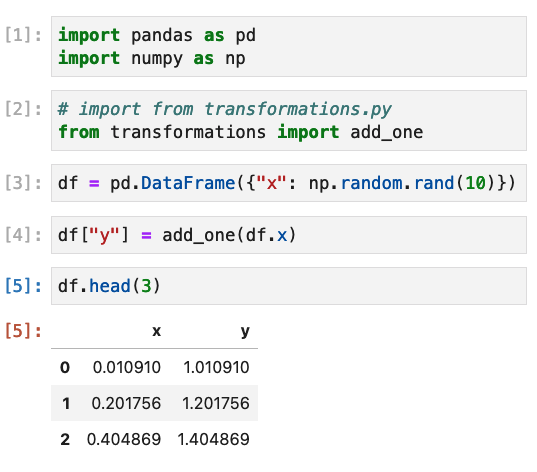 [1]: import pandas as pd
import numpy as np
[2]: # import from transformations.py
from transformations import add_one
[3]: df = pd.DataFrame({"x": np.random.rand(10)})
[4]: df["y"] = add_one(df.x)
[5]: df.head(3)
[5]: x y
0 0.010910 1.010910
1 0.201756 1.201756
2 0.404869 1.404869